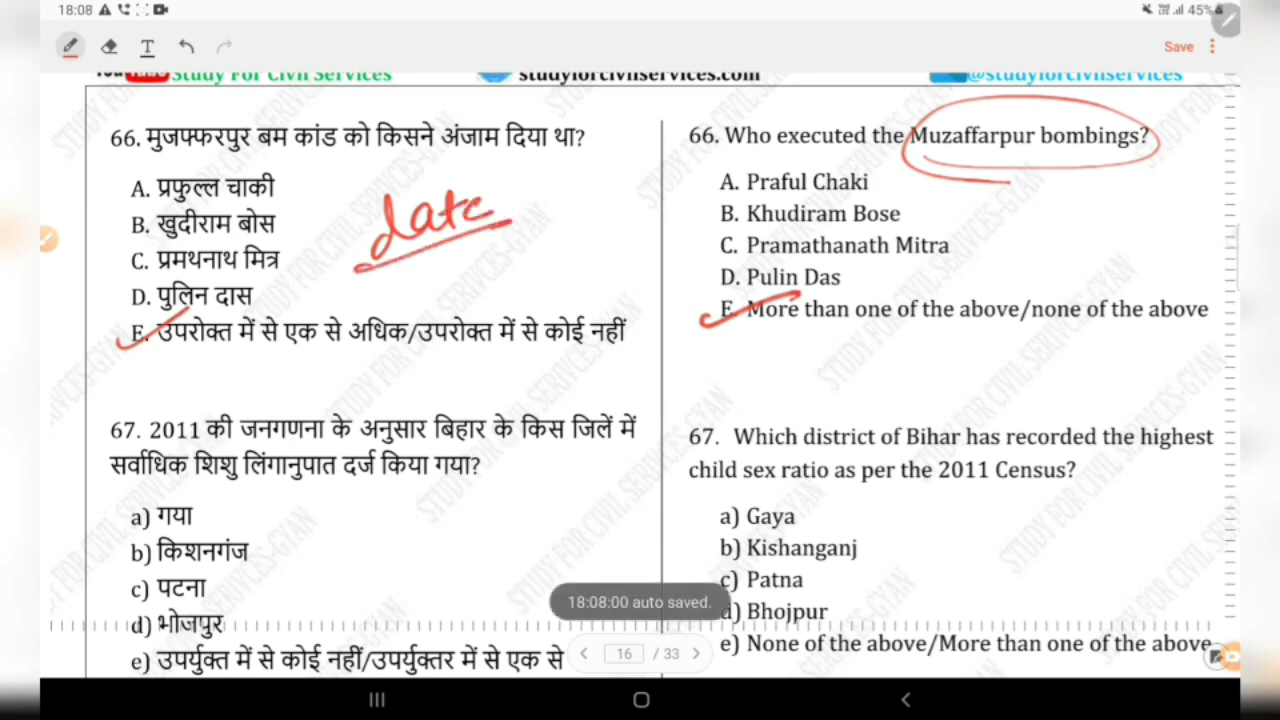 18:08
45%
Save
Study For Civil Services
studyforcivilservices.com
@studyforcivilservices
66. मुजफ्फरपुर बम कांड को किसने अंजाम दिया था?
A. प्रफुल्ल चाकी
B. खुदीराम बोस
C. प्रमथनाथ मित्र
D. पुलिन दास
E. उपरोक्त में से एक से अधिक/उपरोक्त में से कोई नहीं
date
67. 2011 की जनगणना के अनुसार बिहार के किस जिलें में
सर्वाधिक शिशु लिंगानुपात दर्ज किया गया?
a) गया
b) किशनगंज
c) पटना
d) भोजपुर
e) उपर्युक्त में से कोई नहीं/उपर्युक्तर में से एक से
66. Who executed the Muzaffarpur bombings?
A. Praful Chaki
B. Khudiram Bose
C. Pramathanath Mitra
D. Pulin Das
E. More than one of the above/none of the above
67. Which district of Bihar has recorded the highest
child sex ratio as per the 2011 Census?
a) Gaya
b) Kishanganj
c) Patna
d) Bhojpur
e) None of the above/More than one of the above
18:08:00 auto saved.
16 / 33